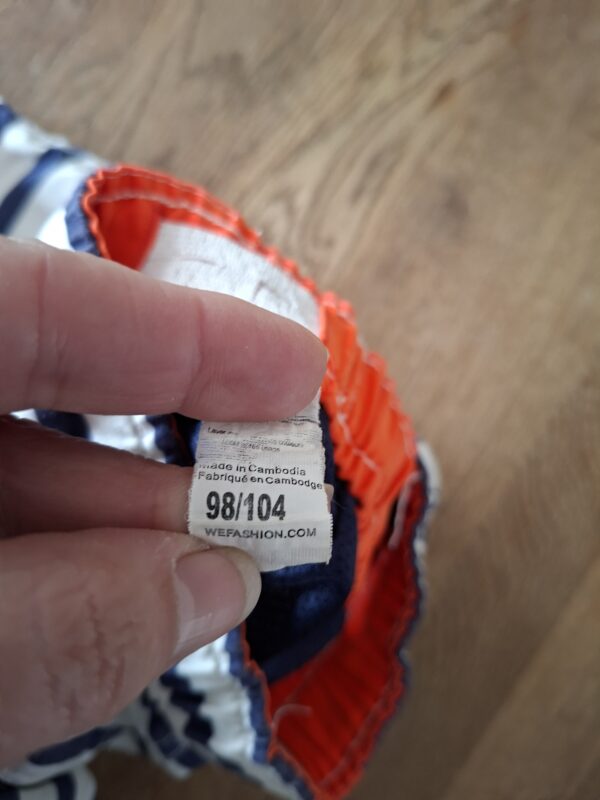 Made in Cambodia
Fabriqué en Cambodge
98/104
WEFASHION.COM